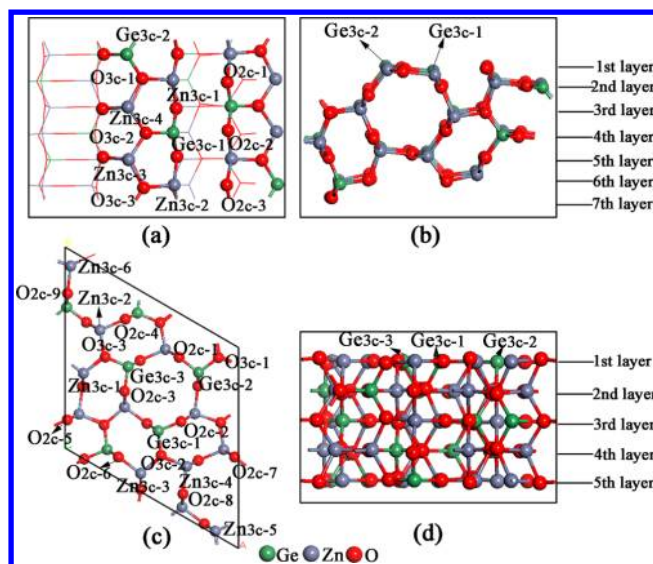 Ge3c-2
O3c-1
O2c-1
Zn3c-1
Zn3c-4
O3c-2
Ge3c-1
O2c-2
Zn3c-3
O3c-3
Zn3c-2
O2c-3
(a)
Ge3c-2
Ge3c-1
1st layer
2nd layer
3rd layer
4th layer
5th layer
6th layer
7th layer
(b)
Zn3c-6
O2c-9
Zn3c-2
O2c-4
O3c-3
O2c-1
O3c-1
Zn3c-1
Ge3c-3
Ge3c-2
O2c-3
O2c-5
Ge3c-1
O2c-2
O2c-6
O3c-2
O2c-7
Zn3c-3
Zn3c-4
O2c-8
Zn3c-5
A
(c)
Ge3c-3
Ge3c-1
Ge3c-2
1st layer
2nd layer
3rd layer
4th layer
5th layer
(d)
Ge
Zn
O